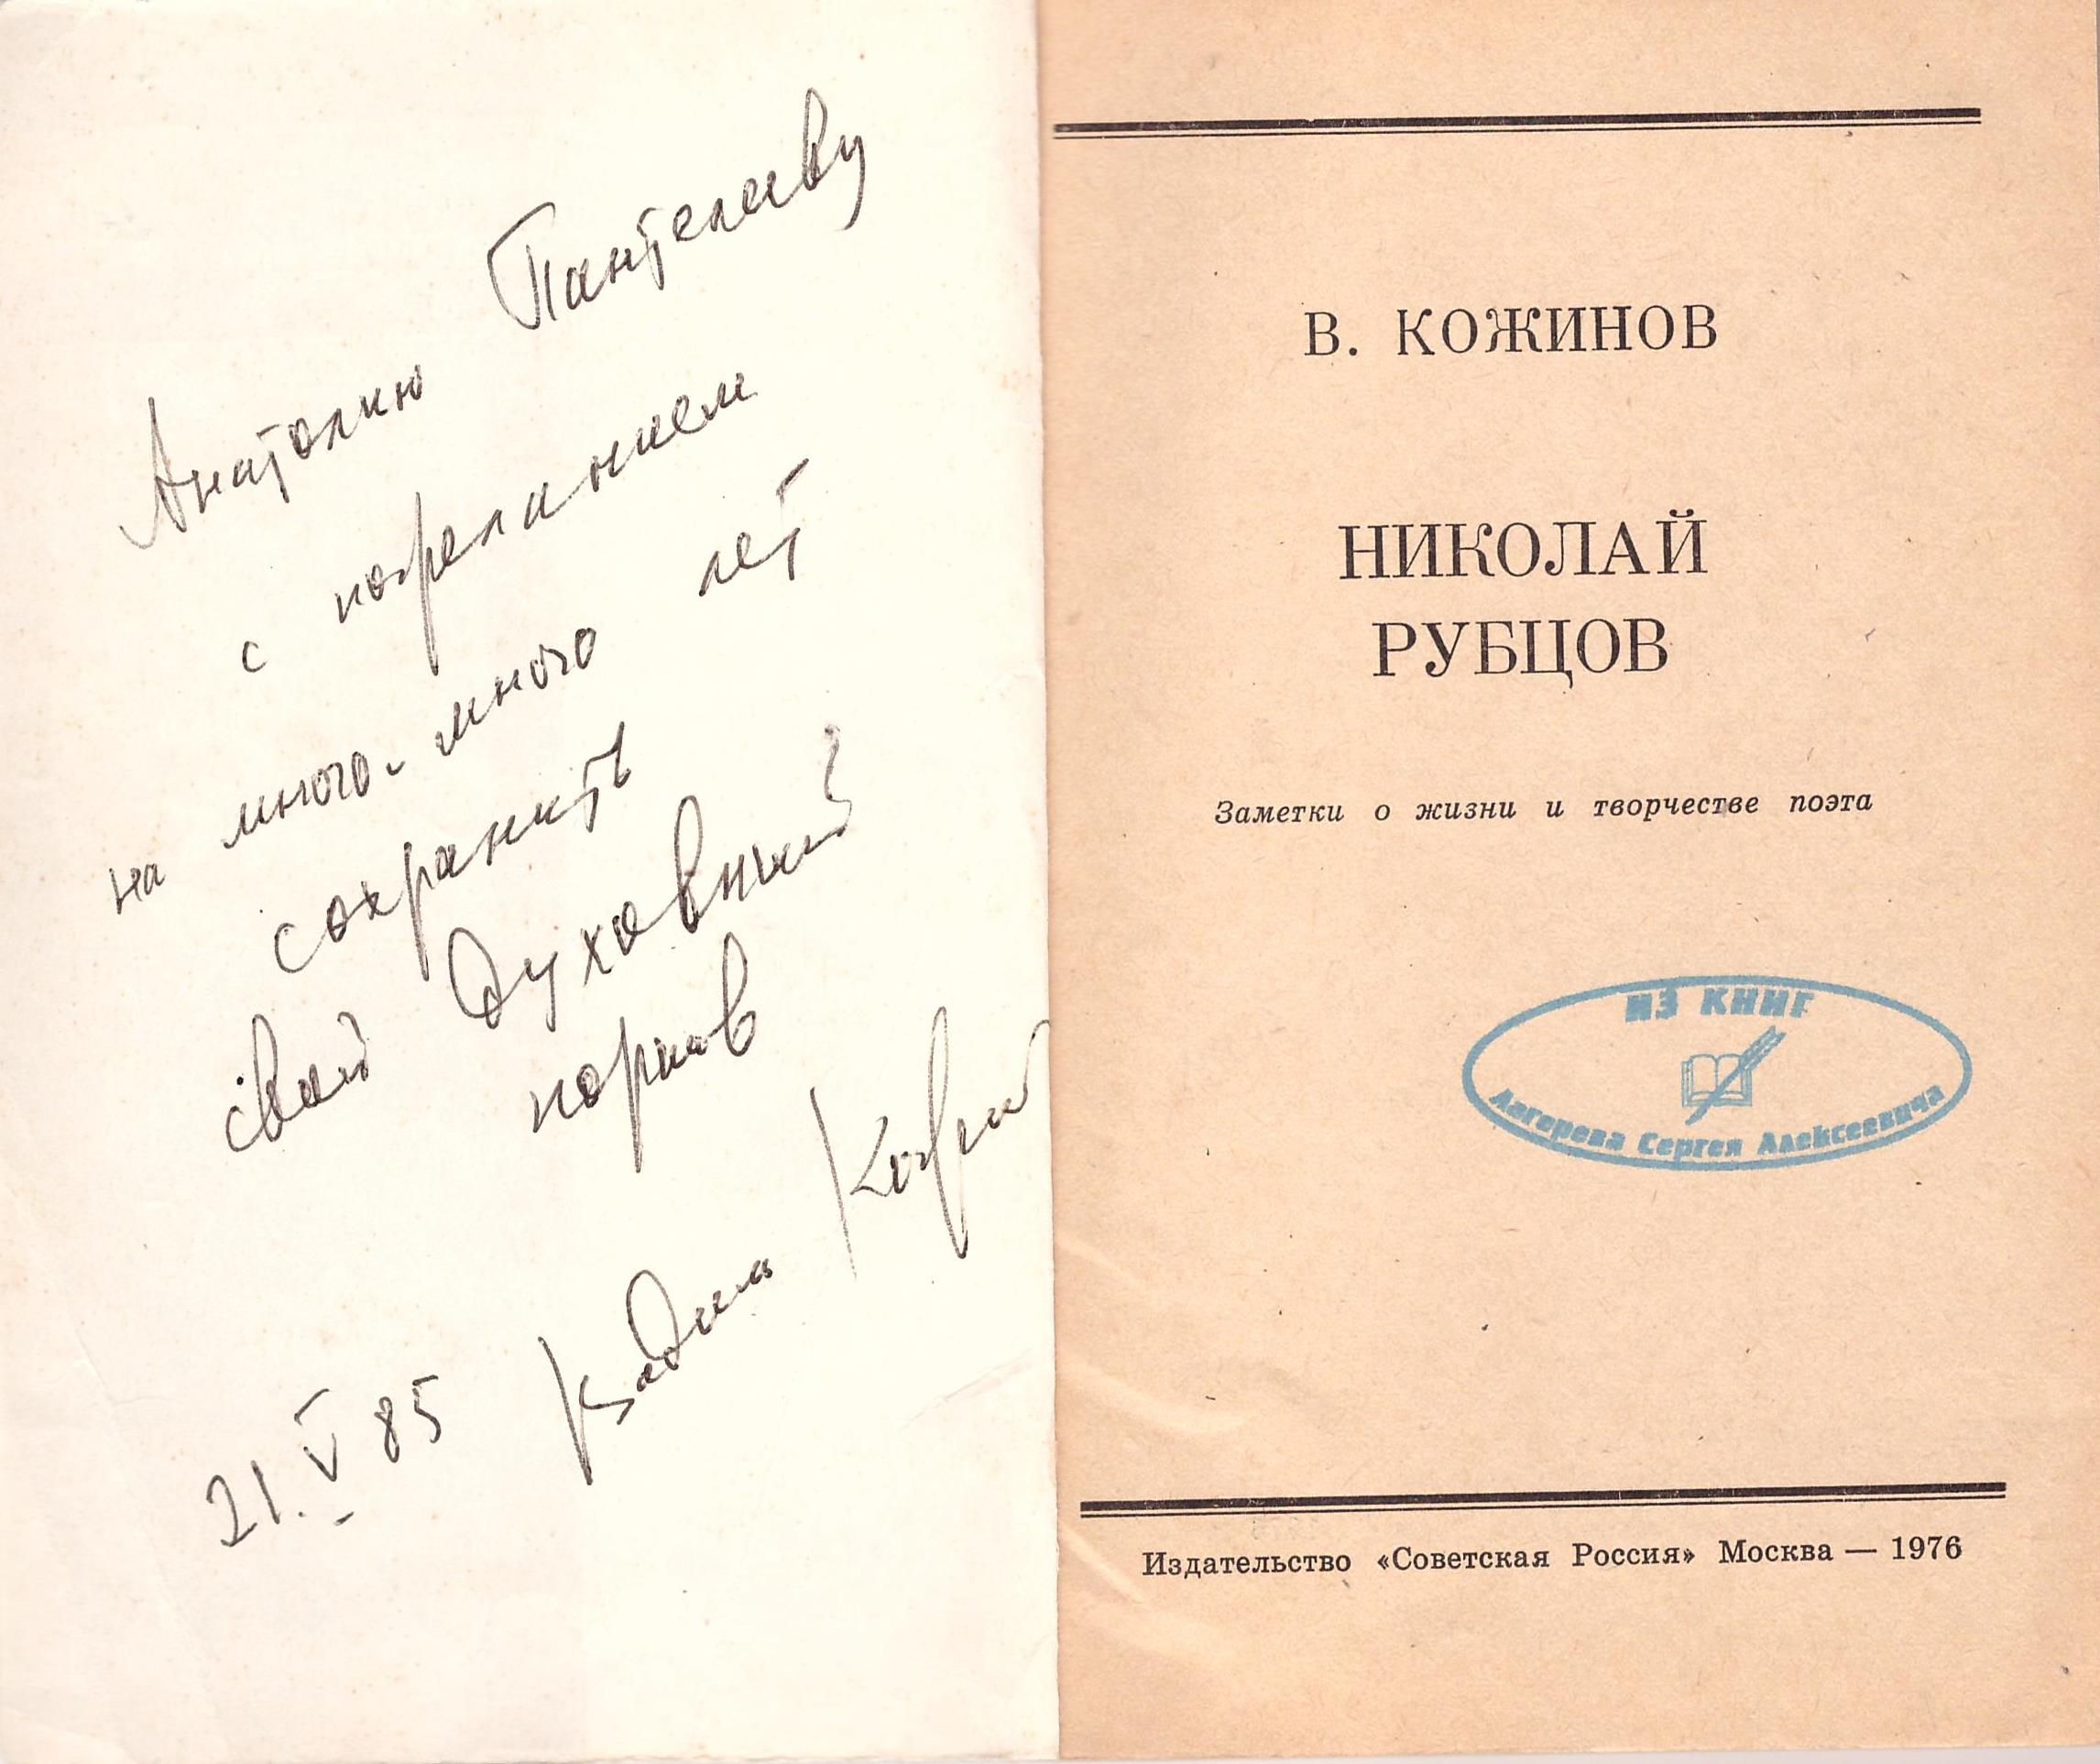 Анатолию Пантелееву
с пожеланием
на много-много лет
сохранить
свой духовный
порыв
Вадим Кожинов
21.V 85
В. КОЖИНОВ
НИКОЛАЙ
РУБЦОВ
Заметки о жизни и творчестве поэта
ИЗ КНИГ
Лагерева Сергея Алексеевича
Издательство «Советская Россия» Москва — 1976